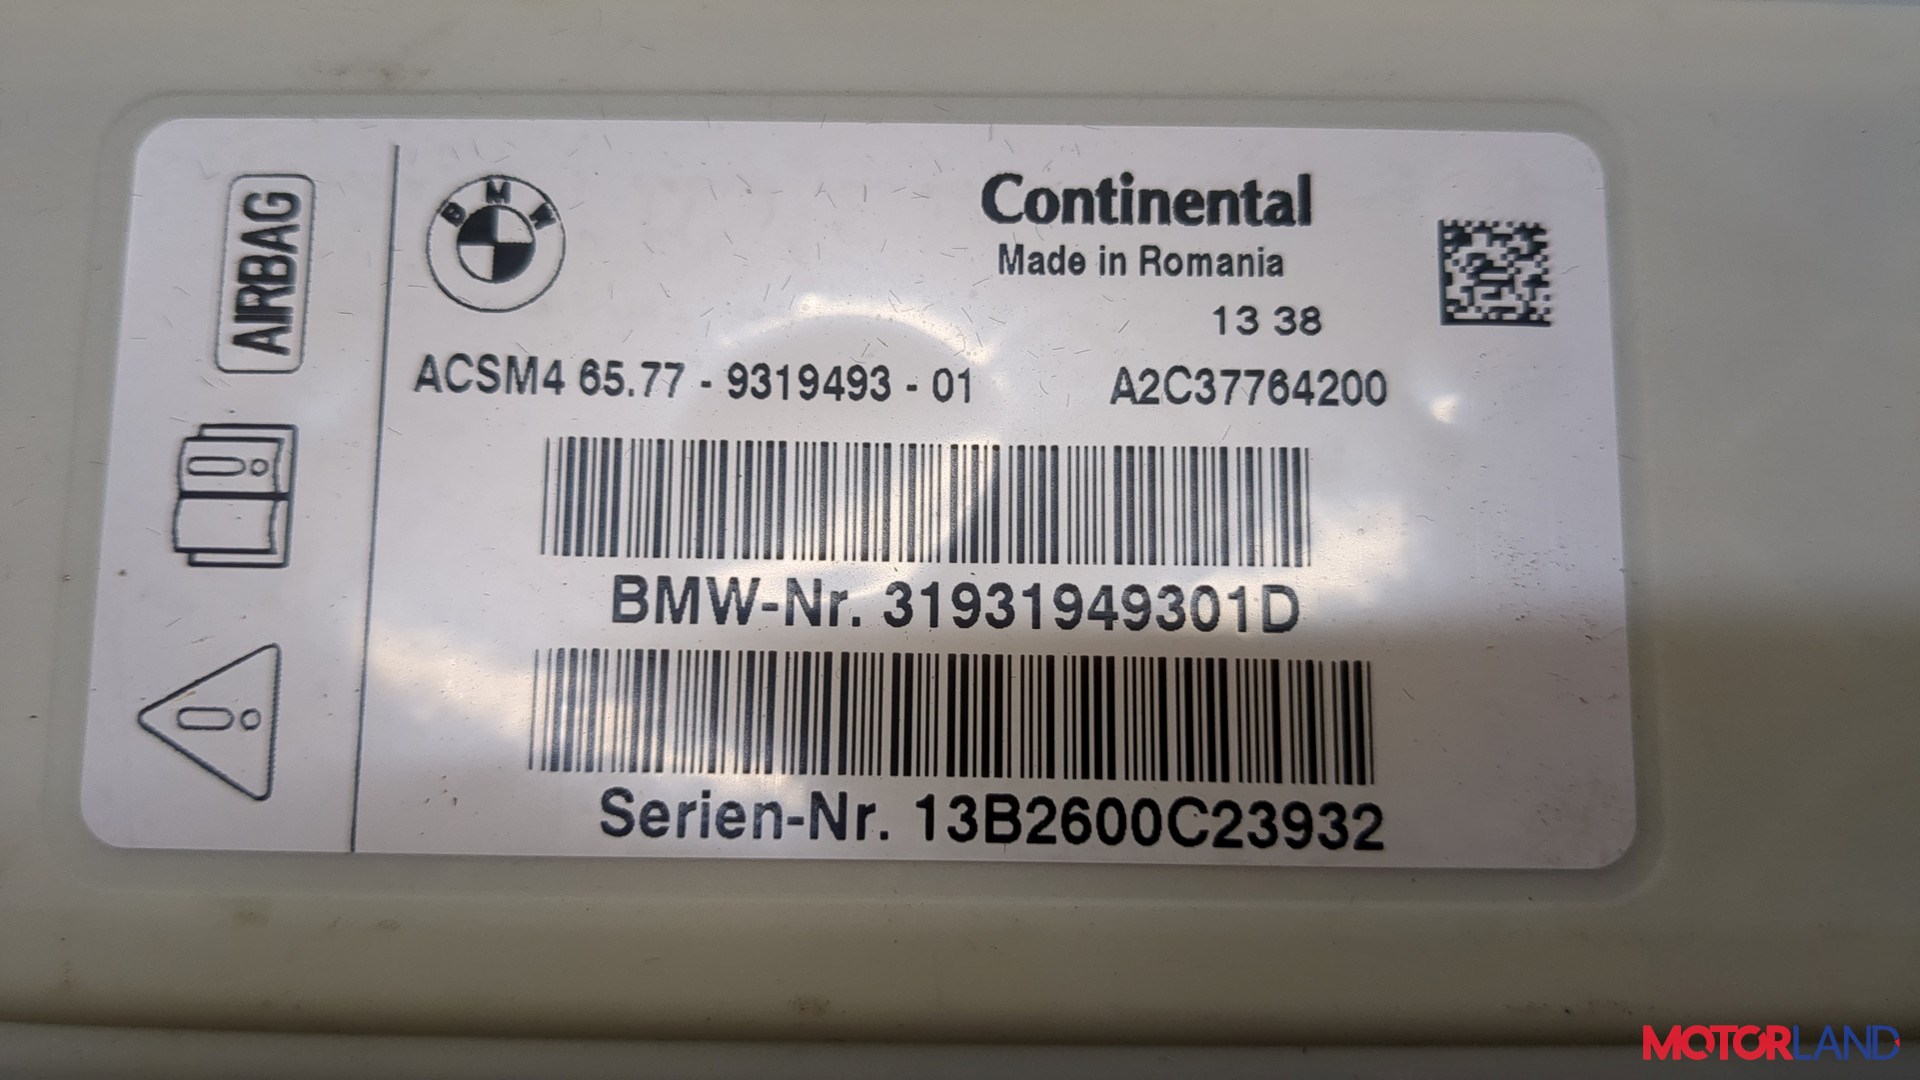 AIRBAG
BMW
Continental
Made in Romania
13 38
ACSM4 65.77 - 9319493 - 01 A2C37764200
BMW-Nr. 31931949301D
Serien-Nr. 13B2600C23932
MOTORLAND